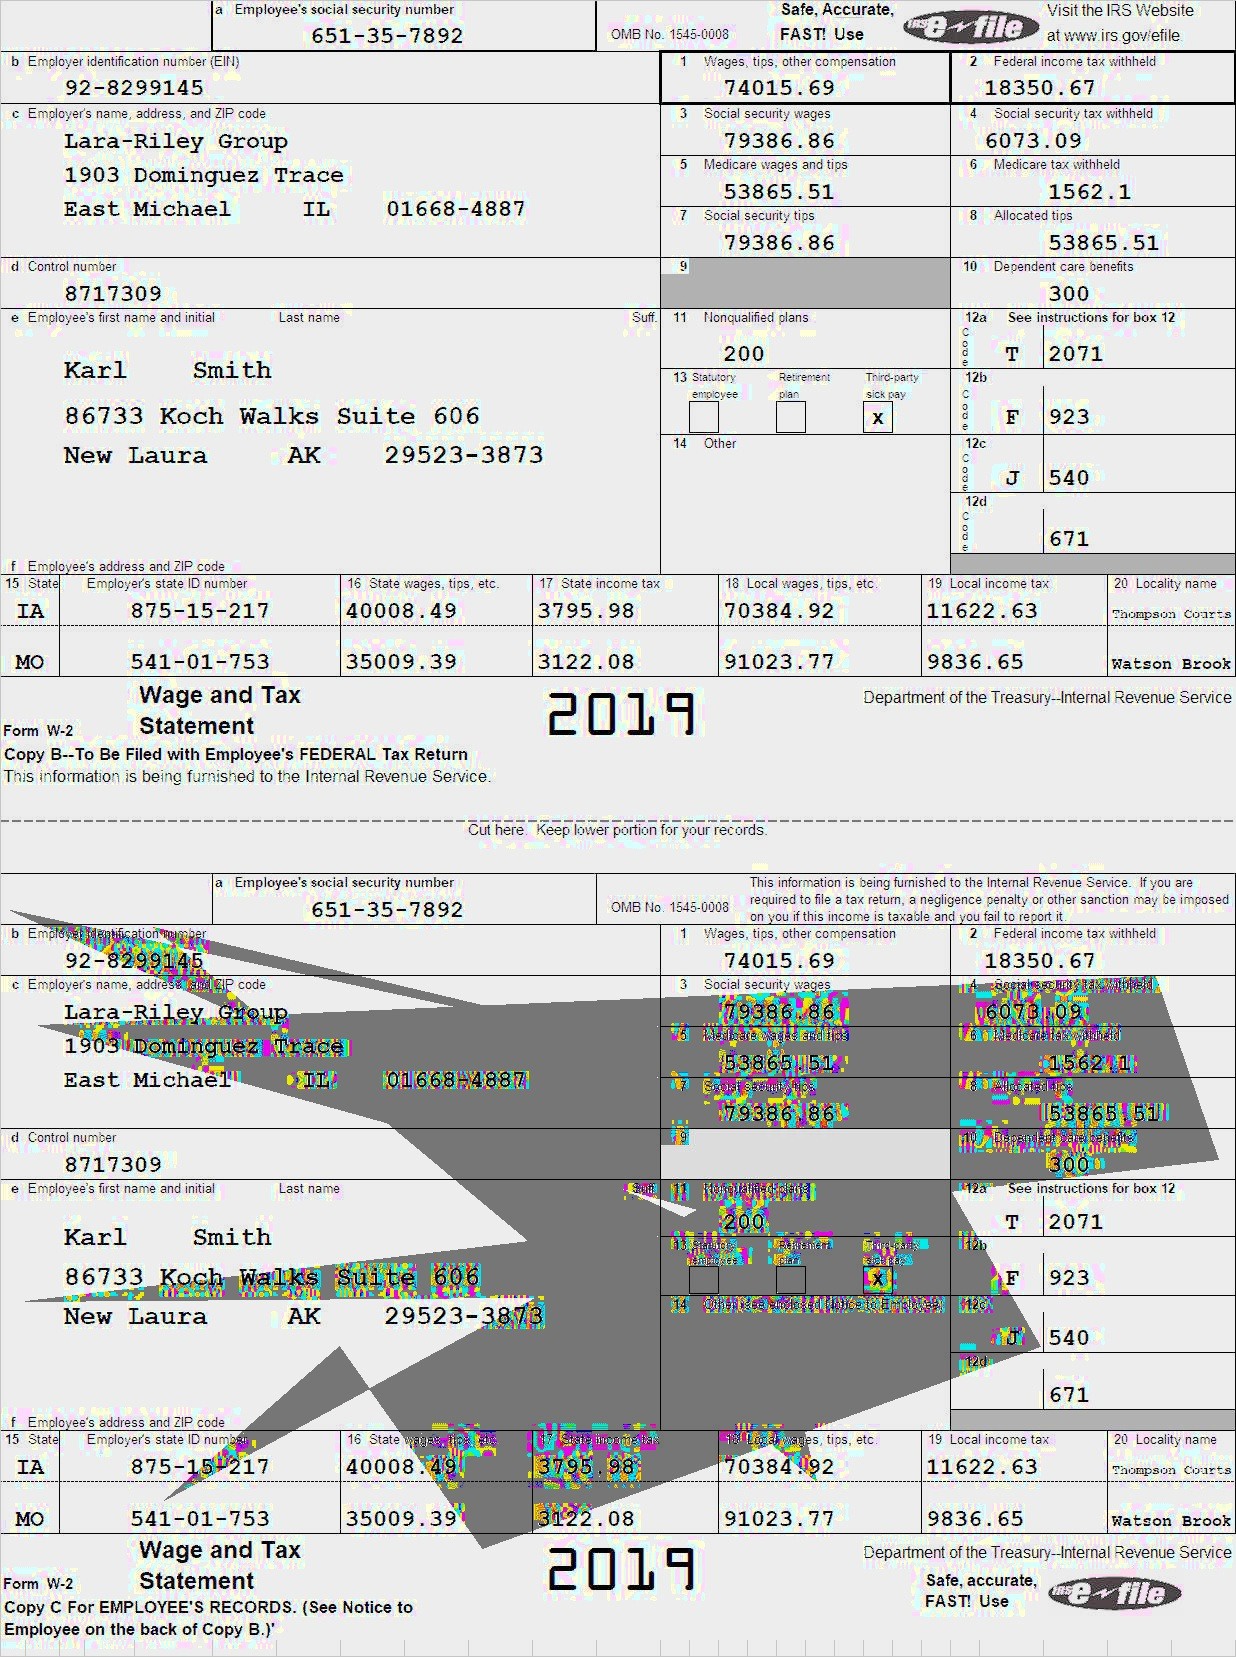 a Employee's social security number
651-35-7892
OMB No. 1545-0008
Safe, Accurate,
FAST! Use
IRS e-file
Visit the IRS Website
at www.irs.gov/efile
b Employer identification number (EIN)
92-8299145
1 Wages, tips, other compensation
74015.69
2 Federal income tax withheld
18350.67
c Employer's name, address, and ZIP code
Lara-Riley Group
1903 Dominguez Trace
East Michael IL 01668-4887
3 Social security wages
79386.86
4 Social security tax withheld
6073.09
5 Medicare wages and tips
53865.51
6 Medicare tax withheld
1562.1
7 Social security tips
79386.86
8 Allocated tips
53865.51
d Control number
8717309
9
10 Dependent care benefits
300
e Employee's first name and initial Last name Suff.
Karl Smith
86733 Koch Walks Suite 606
New Laura AK 29523-3873
11 Nonqualified plans
200
12a See instructions for box 12
Code T 2071
13 Statutory employee Retirement plan Third-party sick pay
x
12b
Code F 923
14 Other
12c
Code J 540
12d
Code 671
f Employee's address and ZIP code
15 State Employer's state ID number 16 State wages, tips, etc. 17 State income tax 18 Local wages, tips, etc. 19 Local income tax 20 Locality name
IA 875-15-217 40008.49 3795.98 70384.92 11622.63 Thompson Courts
MO 541-01-753 35009.39 3122.08 91023.77 9836.65 Watson Brook
Form W-2 Wage and Tax
Statement
2019
Department of the Treasury--Internal Revenue Service
Copy B--To Be Filed with Employee's FEDERAL Tax Return
This information is being furnished to the Internal Revenue Service.
Cut here. Keep lower portion for your records.
a Employee's social security number
651-35-7892
OMB No. 1545-0008
This information is being furnished to the Internal Revenue Service. If you are
required to file a tax return, a negligence penalty or other sanction may be imposed
on you if this income is taxable and you fail to report it.
b Employer identification number
92-8299145
1 Wages, tips, other compensation
74015.69
2 Federal income tax withheld
18350.67
c Employer's name, address, and ZIP code
Lara-Riley Group
1903 Dominguez Trace
East Michael IL 01668-4887
3 Social security wages
79386.86
4 Social security tax withheld
6073.09
5 Medicare wages and tips
53865.51
6 Medicare tax withheld
1562.1
7 Social security tips
79386.86
8 Allocated tips
53865.51
d Control number
8717309
9
10 Dependent care benefits
300
e Employee's first name and initial Last name Suff.
Karl Smith
86733 Koch Walks Suite 606
New Laura AK 29523-3873
11 Nonqualified plans
200
12a See instructions for box 12
T 2071
13 Statutory employee Retirement plan Third-party sick pay
x
12b
F 923
14 Other (see enclosed Notice to Employee)
12c
J 540
12d
671
f Employee's address and ZIP code
15 State Employer's state ID number 16 State wages, tips, etc. 17 State income tax 18 Local wages, tips, etc. 19 Local income tax 20 Locality name
IA 875-15-217 40008.49 3795.98 70384.92 11622.63 Thompson Courts
MO 541-01-753 35009.39 3122.08 91023.77 9836.65 Watson Brook
Form W-2 Wage and Tax
Statement
2019
Department of the Treasury--Internal Revenue Service
Safe, accurate,
FAST! Use
IRS e-file
Copy C For EMPLOYEE'S RECORDS. (See Notice to
Employee on the back of Copy B.)'